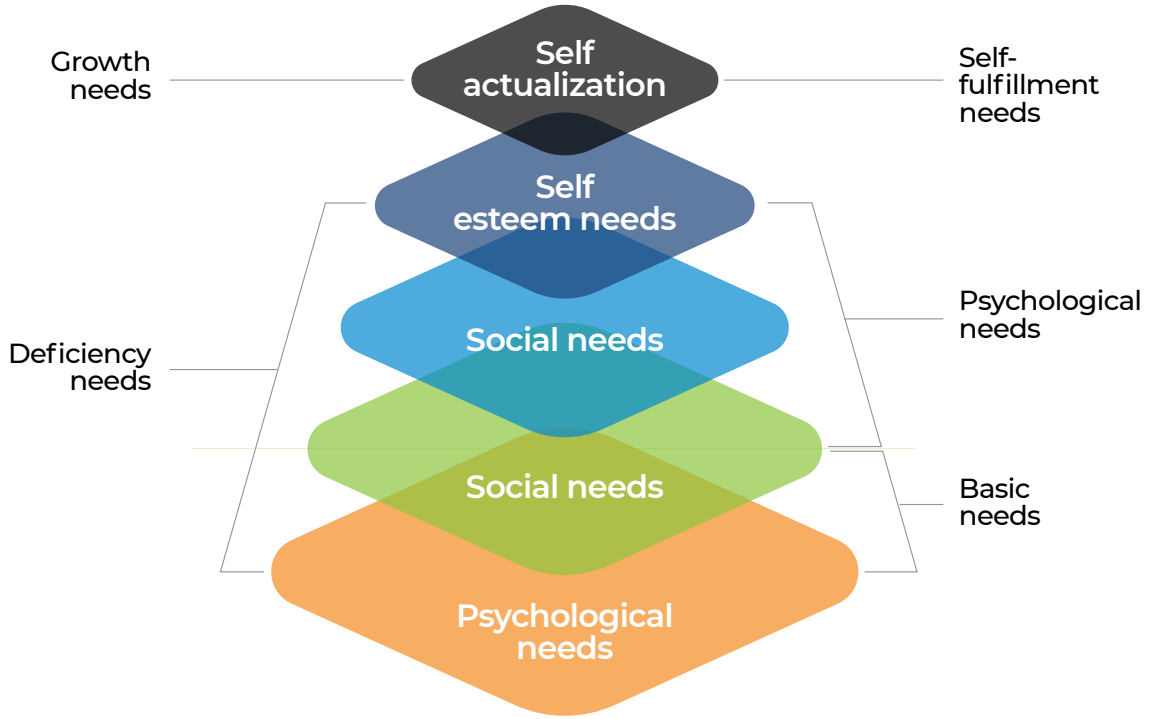 Growth
needs
Self
actualization
Self-
fulfillment
needs
Self
esteem needs
Psychological
needs
Social needs
Deficiency
needs
Social needs
Basic
needs
Psychological
needs